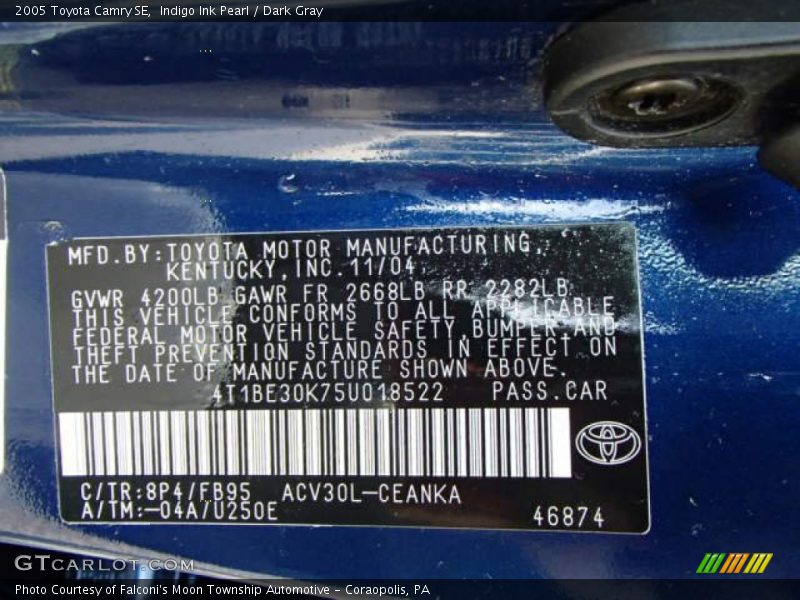 2005 Toyota Camry SE, Indigo Ink Pearl / Dark Gray
MFD.BY:TOYOTA MOTOR MANUFACTURING,
KENTUCKY,INC.11/04
GVWR 4200LB GAWR FR 2668LB RR 2282LB
THIS VEHICLE CONFORMS TO ALL APPLICABLE
FEDERAL MOTOR VEHICLE SAFETY BUMPER AND
THEFT PREVENTION STANDARDS IN EFFECT ON
THE DATE OF MANUFACTURE SHOWN ABOVE.
4T1BE30K75U018522 PASS.CAR
C/TR:8P4/FB95 ACV30L-CEANKA
A/TM:-04A/U250E
46874
GTCARLOT.COM
Photo Courtesy of Falconi's Moon Township Automotive - Coraopolis, PA